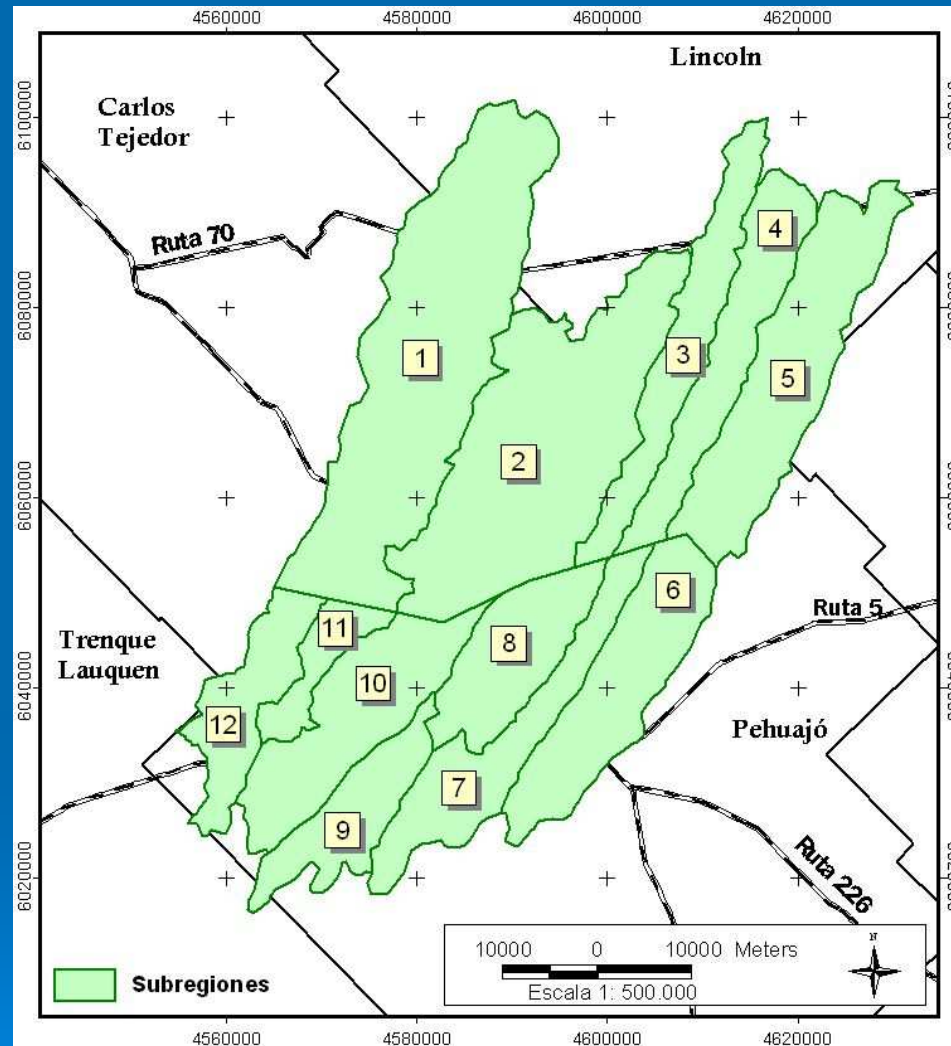 4560000 4580000 4600000 4620000
Lincoln
Carlos
Tejedor
6100000
Ruta 70
4
6080000
1
3
5
2
6060000
6
Ruta 5
11
8
Trenque
Lauquen
10
6040000
12
Pehuajó
7
9
Ruta 226
6020000
10000 0 10000 Meters
N
Escala 1: 500.000
Subregiones
4560000 4580000 4600000 4620000